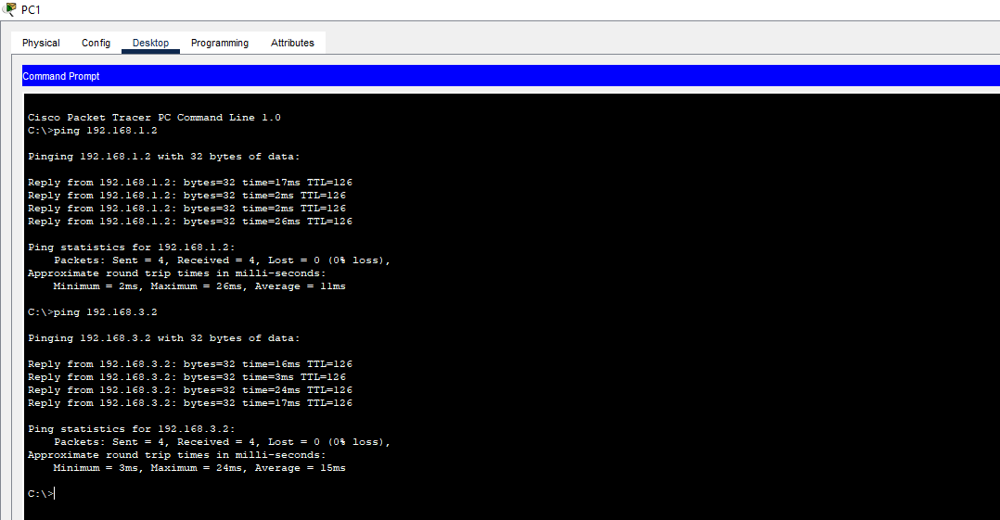 PC1
Physical Config Desktop Programming Attributes
Command Prompt
Cisco Packet Tracer PC Command Line 1.0
C:\>ping 192.168.1.2
Pinging 192.168.1.2 with 32 bytes of data:
Reply from 192.168.1.2: bytes=32 time=17ms TTL=126
Reply from 192.168.1.2: bytes=32 time=2ms TTL=126
Reply from 192.168.1.2: bytes=32 time=2ms TTL=126
Reply from 192.168.1.2: bytes=32 time=26ms TTL=126
Ping statistics for 192.168.1.2:
Packets: Sent = 4, Received = 4, Lost = 0 (0% loss),
Approximate round trip times in milli-seconds:
Minimum = 2ms, Maximum = 26ms, Average = 11ms
C:\>ping 192.168.3.2
Pinging 192.168.3.2 with 32 bytes of data:
Reply from 192.168.3.2: bytes=32 time=16ms TTL=126
Reply from 192.168.3.2: bytes=32 time=3ms TTL=126
Reply from 192.168.3.2: bytes=32 time=24ms TTL=126
Reply from 192.168.3.2: bytes=32 time=17ms TTL=126
Ping statistics for 192.168.3.2:
Packets: Sent = 4, Received = 4, Lost = 0 (0% loss),
Approximate round trip times in milli-seconds:
Minimum = 3ms, Maximum = 24ms, Average = 15ms
C:\>